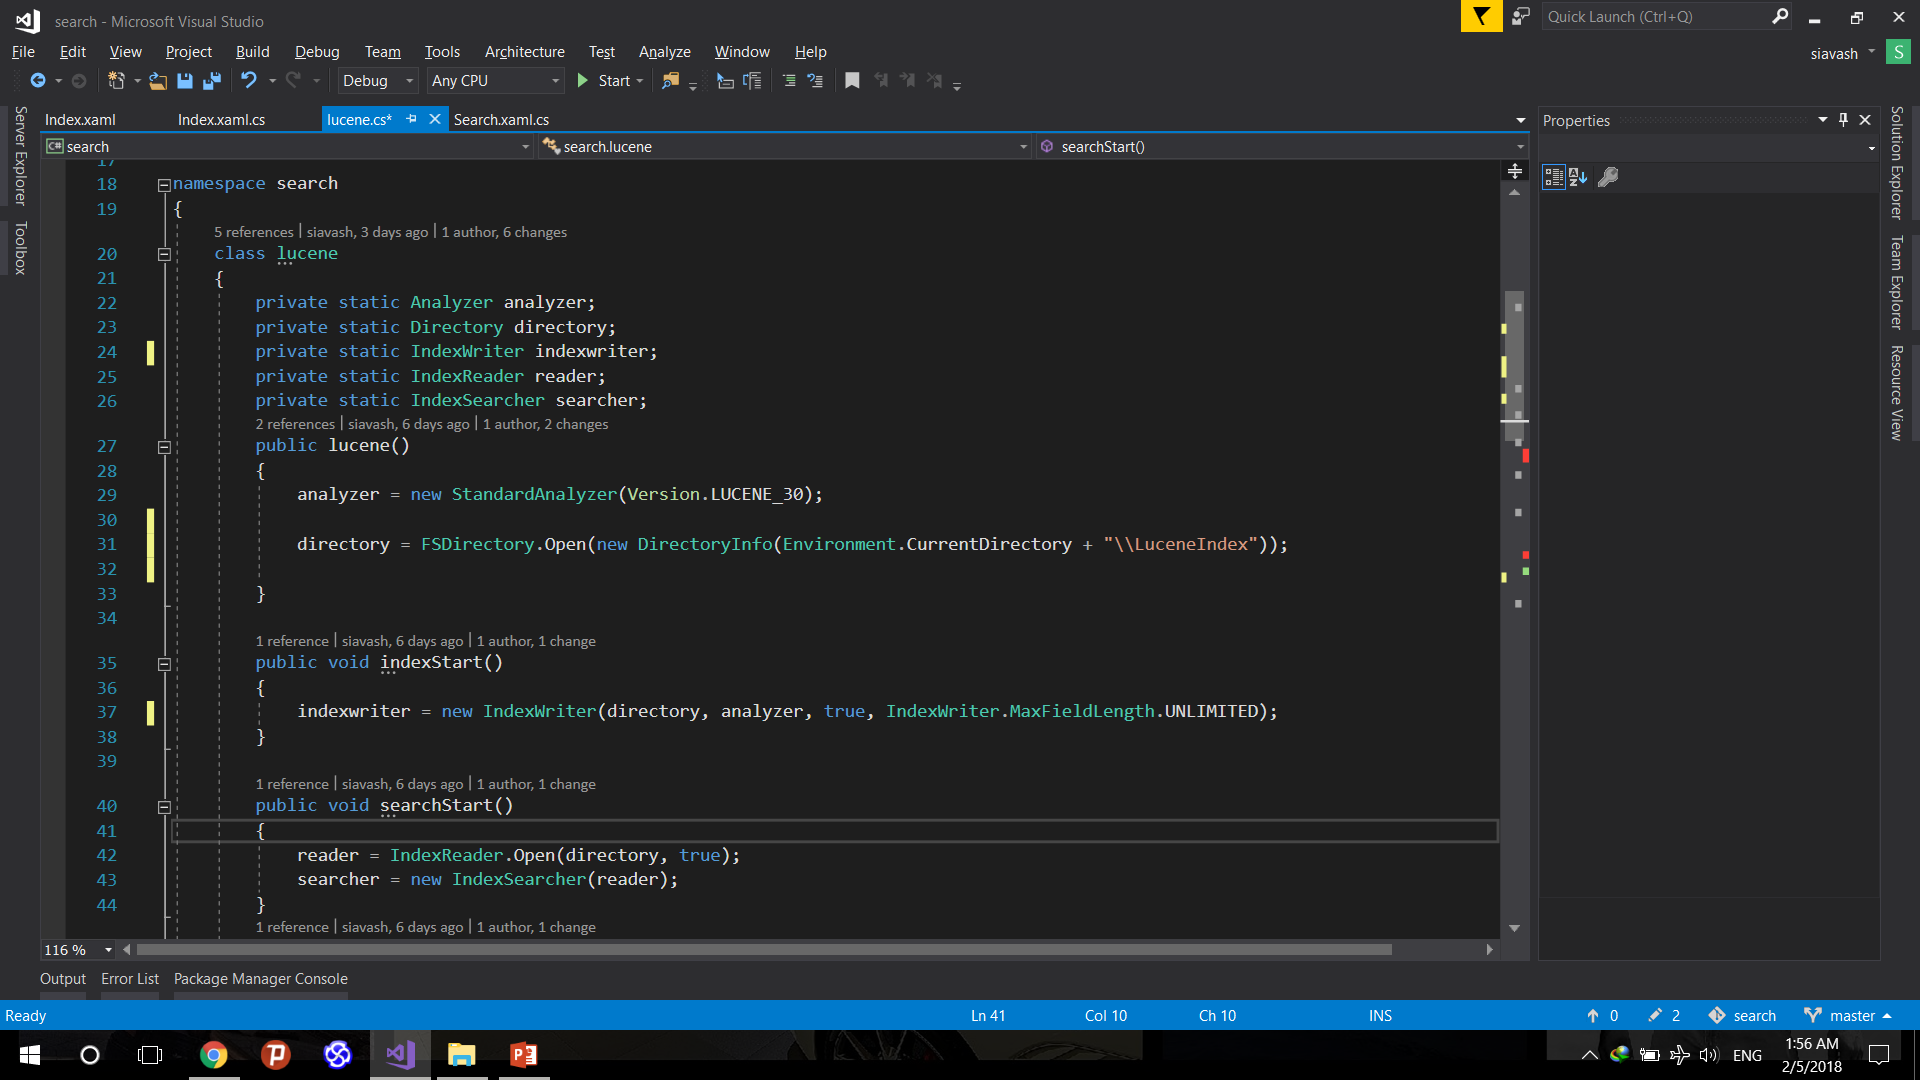 search - Microsoft Visual Studio
Quick Launch (Ctrl+Q)
File Edit View Project Build Debug Team Tools Architecture Test Analyze Window Help
siavash S
Debug Any CPU Start
Server Explorer
Toolbox
Index.xaml Index.xaml.cs lucene.cs* Search.xaml.cs
C# search search.lucene searchStart()
17
18 namespace search
19 {
5 references | siavash, 3 days ago | 1 author, 6 changes
20 class lucene
21 {
22 private static Analyzer analyzer;
23 private static Directory directory;
24 private static IndexWriter indexwriter;
25 private static IndexReader reader;
26 private static IndexSearcher searcher;
2 references | siavash, 6 days ago | 1 author, 2 changes
27 public lucene()
28 {
29 analyzer = new StandardAnalyzer(Version.LUCENE_30);
30
31 directory = FSDirectory.Open(new DirectoryInfo(Environment.CurrentDirectory + "\\LuceneIndex"));
32
33 }
34
1 reference | siavash, 6 days ago | 1 author, 1 change
35 public void indexStart()
36 {
37 indexwriter = new IndexWriter(directory, analyzer, true, IndexWriter.MaxFieldLength.UNLIMITED);
38 }
39
1 reference | siavash, 6 days ago | 1 author, 1 change
40 public void searchStart()
41 {
42 reader = IndexReader.Open(directory, true);
43 searcher = new IndexSearcher(reader);
44 }
1 reference | siavash, 6 days ago | 1 author, 1 change
116 %
Properties
Solution Explorer
Team Explorer
Resource View
Output Error List Package Manager Console
Ready Ln 41 Col 10 Ch 10 INS 0 2 search master
ENG 1:56 AM
2/5/2018